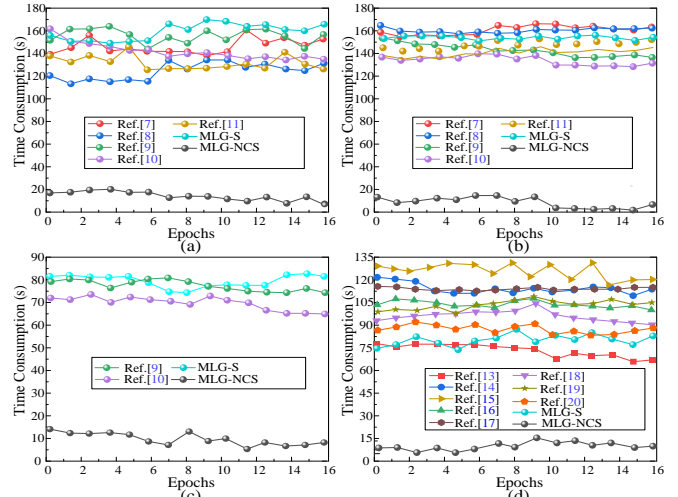 Time Consumption (s)
180
160
140
120
100
80
60
40
20
0
Ref.[7]
Ref.[8]
Ref.[9]
Ref.[10]
Ref.[11]
MLG-S
MLG-NCS
0 2 4 6 8 10 12 14 16
Epochs
(a)
Time Consumption (s)
180
160
140
120
100
80
60
40
20
0
Ref.[7]
Ref.[8]
Ref.[9]
Ref.[10]
Ref.[11]
MLG-S
MLG-NCS
0 2 4 6 8 10 12 14 16
Epochs
(b)
Time Consumption (s)
90
80
70
60
50
40
30
20
10
0
Ref.[9]
Ref.[10]
MLG-S
MLG-NCS
0 2 4 6 8 10 12 14 16
Epochs
(c)
Time Consumption (s)
135
120
105
90
75
60
45
30
15
0
Ref.[13]
Ref.[14]
Ref.[15]
Ref.[16]
Ref.[17]
Ref.[18]
Ref.[19]
Ref.[20]
MLG-S
MLG-NCS
0 2 4 6 8 10 12 14 16
Epochs
(d)